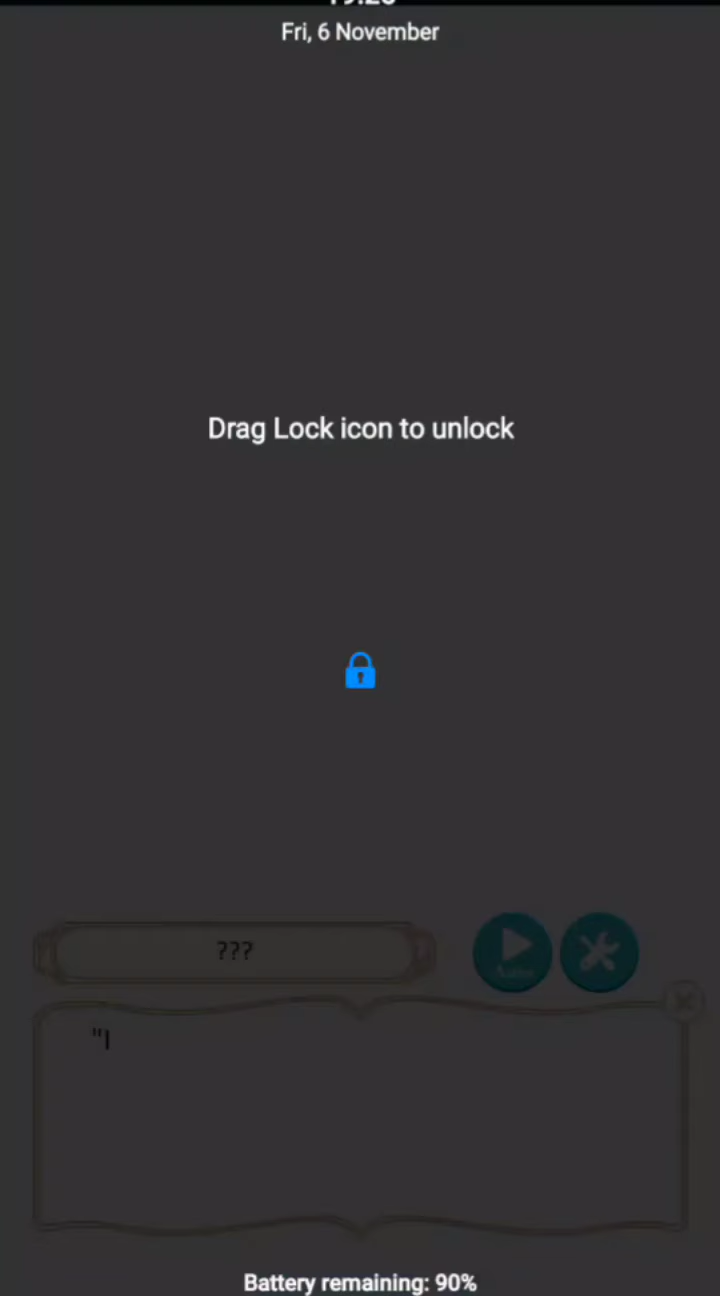 Fri, 6 November
Drag Lock icon to unlock
???
"I
Battery remaining: 90%